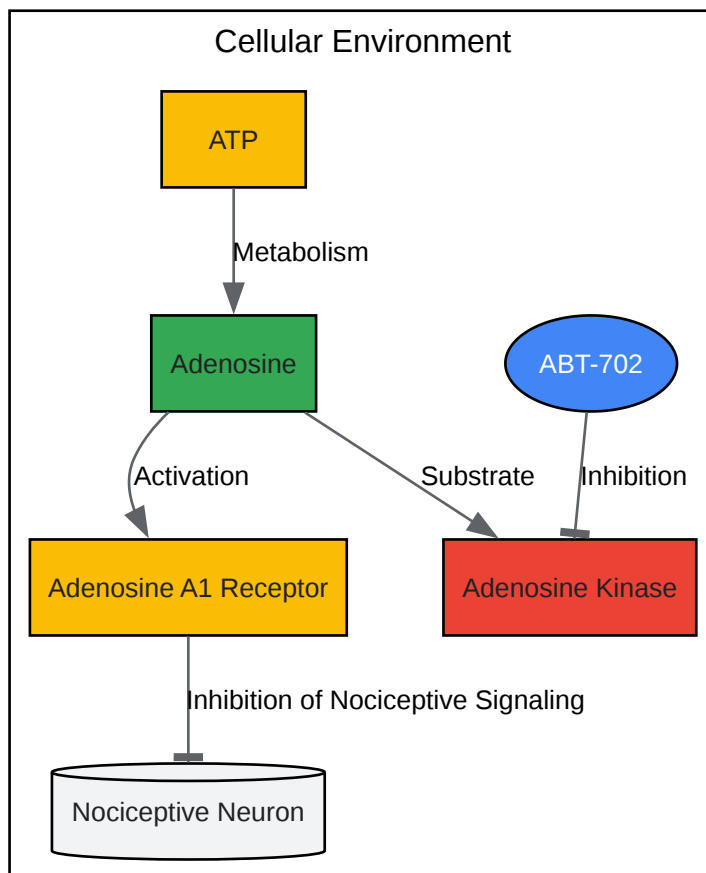 Cellular Environment
ATP
Metabolism
Adenosine
ABT-702
Activation
Substrate
Inhibition
Adenosine A1 Receptor
Adenosine Kinase
Inhibition of Nociceptive Signaling
Nociceptive Neuron